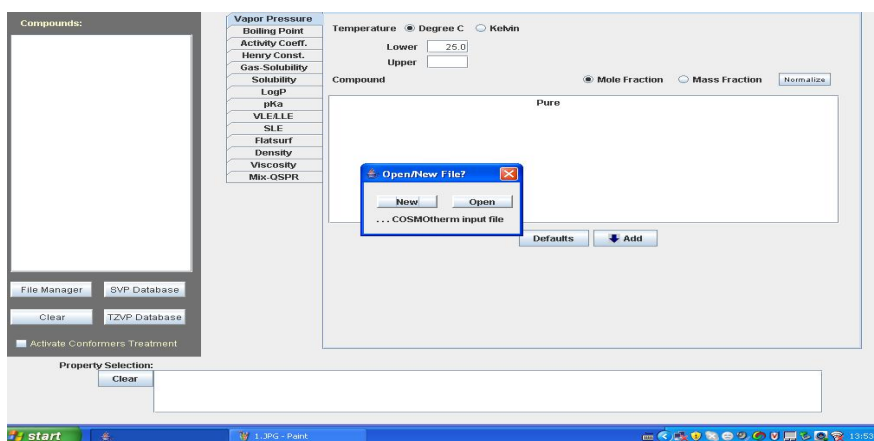 Compounds:
Vapor Pressure
Boiling Point
Activity Coeff.
Henry Const.
Gas-Solubility
Solubility
LogP
pKa
VLE/LLE
SLE
Flatsurf
Density
Viscosity
Mix-QSPR
Temperature Degree C Kelvin
Lower 25.0
Upper
Compound Mole Fraction Mass Fraction Normalize
Pure
Open/New File?
New Open
... COSMOtherm input file
Defaults Add
File Manager SVP Database
Clear TZVP Database
Activate Conformers Treatment
Property Selection:
Clear
start 1.JPG - Paint 13:53